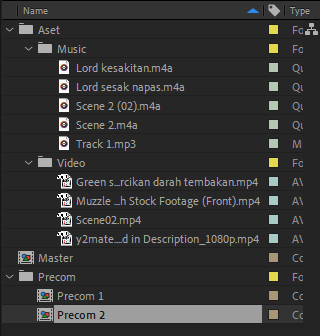 Name Type
Aset Fo
Music Fo
Lord kesakitan.m4a Qu
Lord sesak napas.m4a Qu
Scene 2 (02).m4a Qu
Scene 2.m4a Qu
Track 1.mp3 M
Video Fo
Green s...rcikan darah tembakan.mp4 AV
Muzzle ...h Stock Footage (Front).mp4 AV
Scene02.mp4 AV
y2mate...d in Description_1080p.mp4 AV
Master Co
Precom Fo
Precom 1 Co
Precom 2 Co